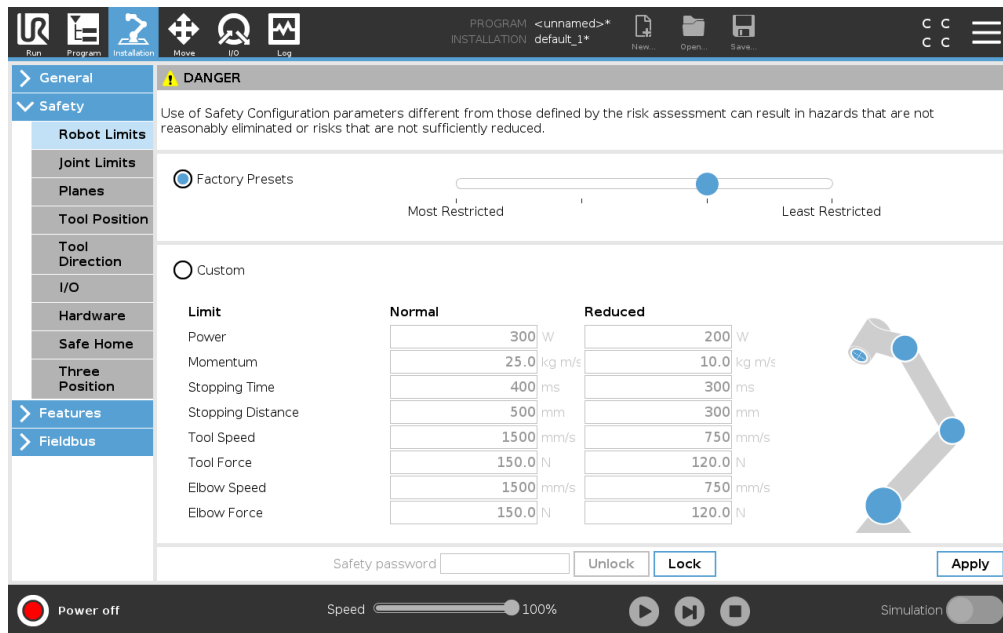 PROGRAM <unnamed>*
INSTALLATION default_1*
UR
Run
Program
Installation
Move
I/O
Log
New...
Open...
Save...
C C
C C
General
Safety
Robot Limits
Joint Limits
Planes
Tool Position
Tool
Direction
I/O
Hardware
Safe Home
Three
Position
Features
Fieldbus
DANGER
Use of Safety Configuration parameters different from those defined by the risk assessment can result in hazards that are not
reasonably eliminated or risks that are not sufficiently reduced.
Factory Presets
Most Restricted Least Restricted
Custom
Limit Normal Reduced
Power 300 W 200 W
Momentum 25.0 kg m/s 10.0 kg m/s
Stopping Time 400 ms 300 ms
Stopping Distance 500 mm 300 mm
Tool Speed 1500 mm/s 750 mm/s
Tool Force 150.0 N 120.0 N
Elbow Speed 1500 mm/s 750 mm/s
Elbow Force 150.0 N 120.0 N
Safety password Unlock Lock Apply
Power off Speed 100% Simulation